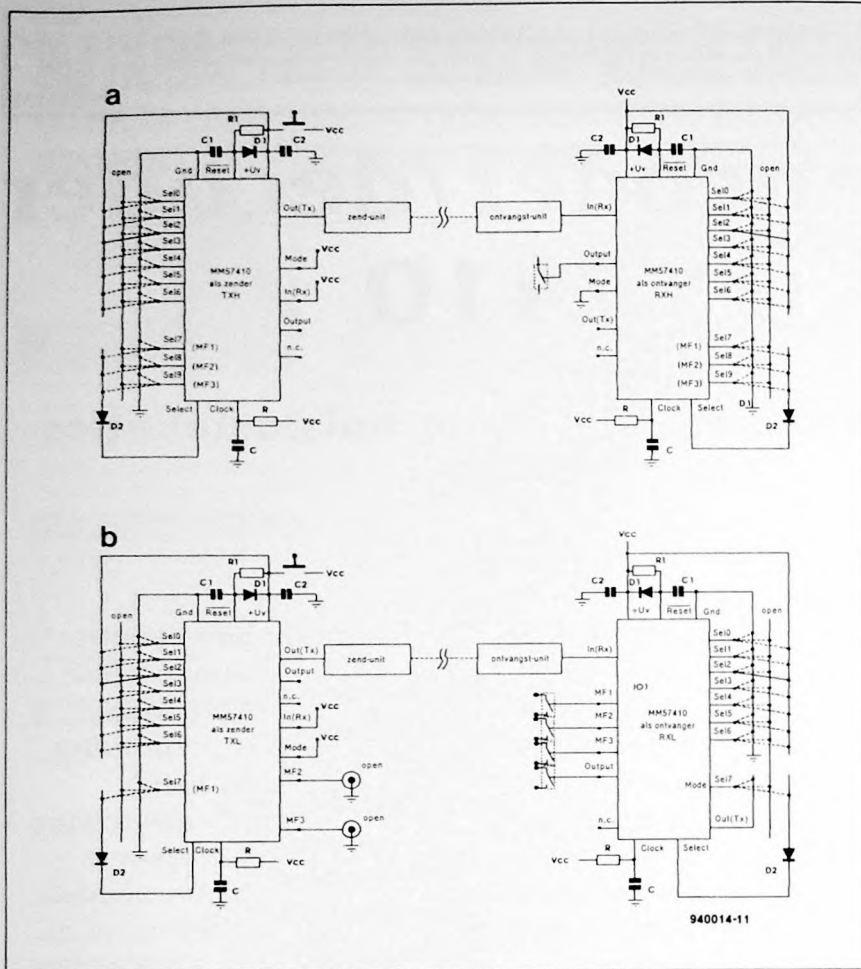 a
R1
Vcc
C1
D1
C2
open
Gnd
Reset
+Uv
Sel0
Sel1
Sel2
Sel3
Sel4
Sel5
Sel6
Sel7
(MF1)
Sel8
(MF2)
Sel9
(MF3)
MM57410
als zender
TXH
Out(Tx)
Mode
Vcc
In(Rx)
Vcc
Output
n.c.
Select
Clock
R
Vcc
C
D2
zend-unit
ontvangst-unit
Vcc
R1
C2
D1
C1
+Uv
Reset
Gnd
open
In(Rx)
Output
Mode
Out(Tx)
n.c.
MM57410
als ontvanger
RXH
Sel0
Sel1
Sel2
Sel3
Sel4
Sel5
Sel6
Sel7
(MF1)
Sel8
(MF2)
Sel9
(MF3)
D1
R
Vcc
Clock
Select
C
D2
b
R1
Vcc
C1
D1
C2
open
Gnd
Reset
+Uv
Sel0
Sel1
Sel2
Sel3
Sel4
Sel5
Sel6
Sel7
(MF1)
MM57410
als zender
TXL
Out(Tx)
Output
n.c.
In(Rx)
Vcc
Mode
Vcc
MF2
open
MF3
open
Select
Clock
R
Vcc
C
D2
zend-unit
ontvangst-unit
Vcc
R1
C2
D1
C1
+Uv
Reset
Gnd
open
In(Rx)
MF1
MF2
MF3
Output
n.c.
MM57410
als ontvanger
RXL
Sel0
Sel1
Sel2
Sel3
Sel4
Sel5
Sel6
Mode
Sel7
Out(Tx)
R
Vcc
Clock
Select
C
D2
940014-11